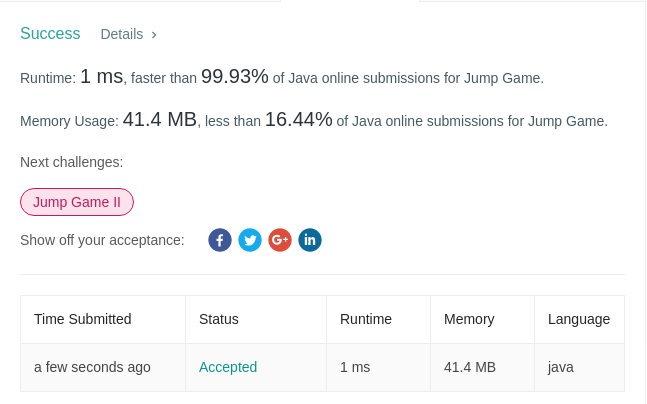 Success Details >
Runtime: 1 ms, faster than 99.93% of Java online submissions for Jump Game.
Memory Usage: 41.4 MB, less than 16.44% of Java online submissions for Jump Game.
Next challenges:
Jump Game II
Show off your acceptance: f G+ in
Time Submitted Status Runtime Memory Language
a few seconds ago Accepted 1 ms 41.4 MB java